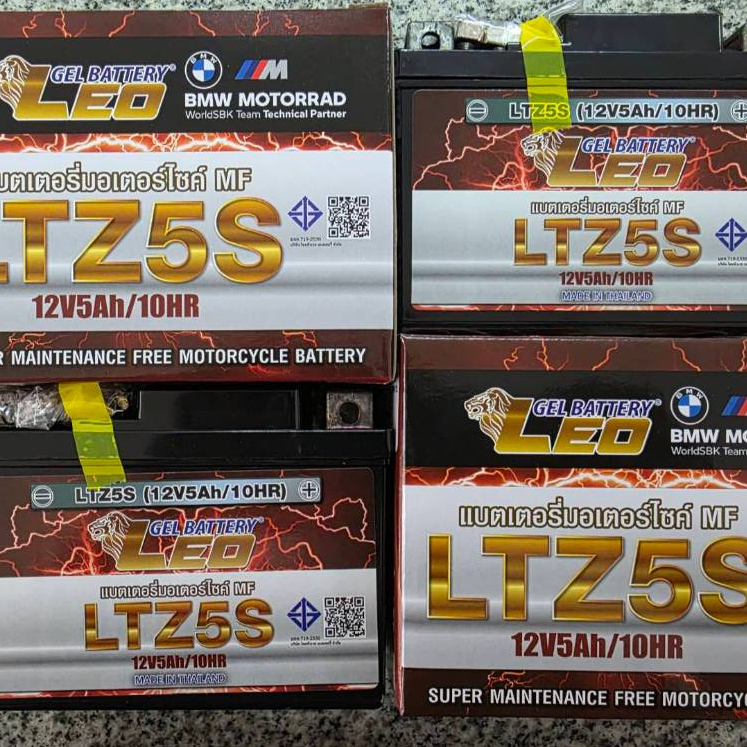 GEL BATTERY®
LEO
BMW
M
BMW MOTORRAD
WorldSBK Team Technical Partner
แบตเตอรี่มอเตอร์ไซค์ MF
LTZ5S
12V5Ah/10HR
MAINTENANCE FREE MOTORCYCLE BATTERY
LTZ5S (12V5Ah/10HR)
GEL BATTERY
LEO
แบตเตอรี่มอเตอร์ไซค์ MF
LTZ5S
12V5Ah/10HR
MADE IN THAILAND
LTZ5S (12V5Ah/10HR)
GEL BATTERY®
LEO
แบตเตอรี่มอเตอร์ไซค์ MF
LTZ5S
12V5Ah/10HR
MADE IN THAILAND
GEL BATTERY®
LEO
BMW
BMW MO
WorldSBK Team
แบตเตอรี่มอเตอร์ไซค์ MF
LTZ5S
12V5Ah/10HR
SUPER MAINTENANCE FREE MOTORCYC